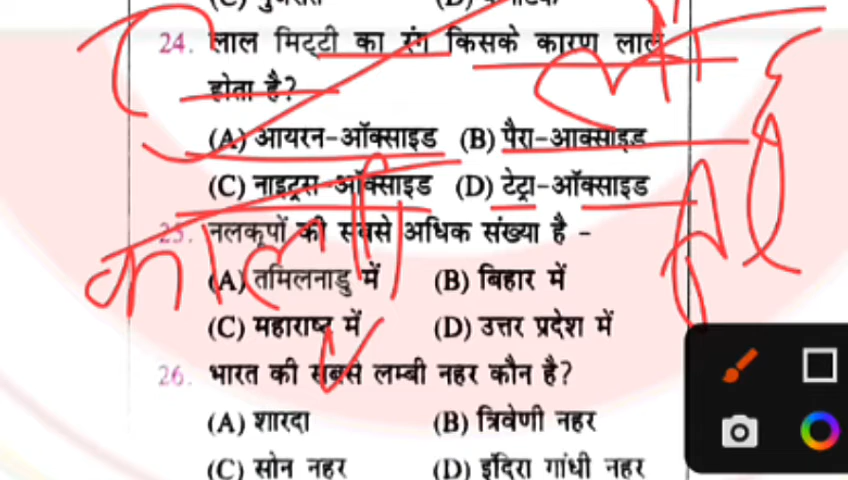 24. लाल मिट्टी का रंग किसके कारण लाल
होता है?
(A) आयरन-ऑक्साइड (B) पैरा-आक्साइड
(C) नाइट्रस-ऑक्साइड (D) टेट्रा-ऑक्साइड
25. नलकूपों की सबसे अधिक संख्या है -
(A) तमिलनाडु में (B) बिहार में
(C) महाराष्ट्र में (D) उत्तर प्रदेश में
26. भारत की सबसे लम्बी नहर कौन है?
(A) शारदा (B) त्रिवेणी नहर
(C) सोन नहर (D) इंदिरा गांधी नहर